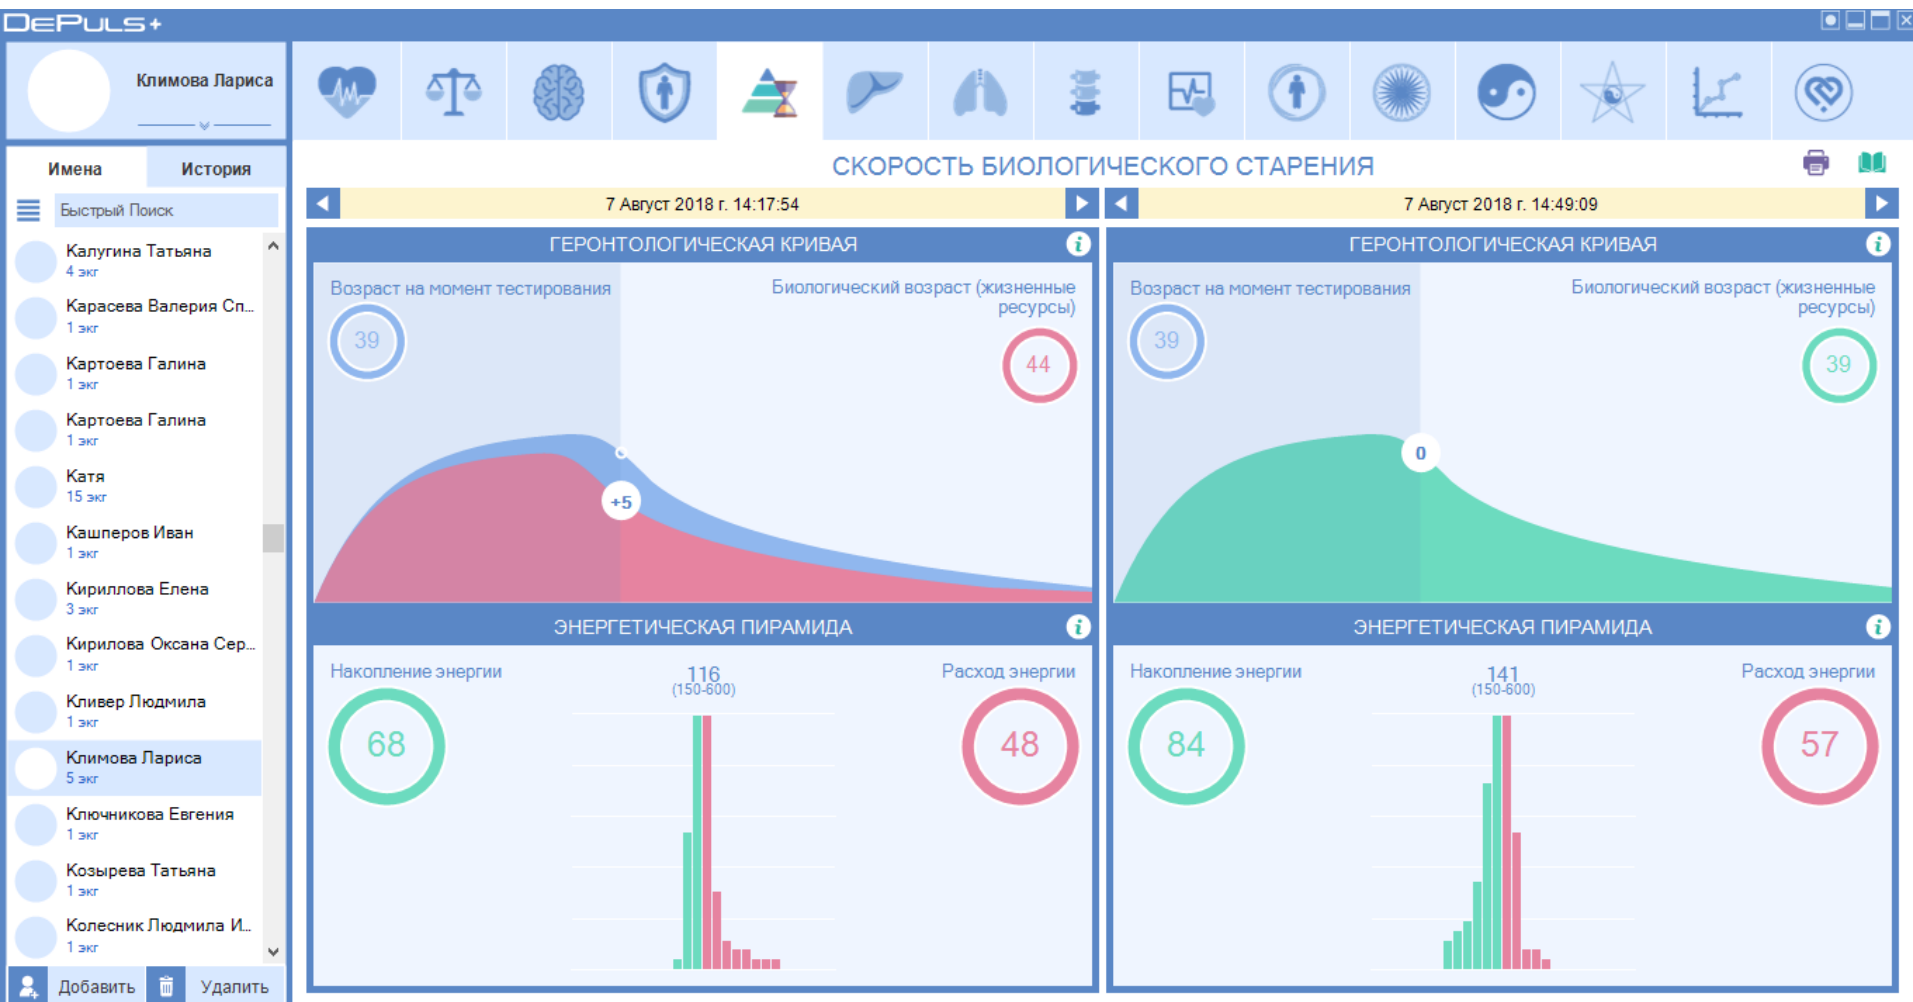 DePuls+
Климова Лариса
Имена
История
Быстрый Поиск
Калугина Татьяна
4 экг
Карасева Валерия Сп...
1 экг
Картоева Галина
1 экг
Картоева Галина
1 экг
Катя
15 экг
Кашперов Иван
1 экг
Кириллова Елена
3 экг
Кирилова Оксана Сер...
1 экг
Кливер Людмила
1 экг
Климова Лариса
5 экг
Ключникова Евгения
1 экг
Козырева Татьяна
1 экг
Колесник Людмила И...
1 экг
Добавить
Удалить
СКОРОСТЬ БИОЛОГИЧЕСКОГО СТАРЕНИЯ
7 Август 2018 г. 14:17:54
ГЕРОНТОЛОГИЧЕСКАЯ КРИВАЯ
i
Возраст на момент тестирования
39
Биологический возраст (жизненные
ресурсы)
44
+5
ЭНЕРГЕТИЧЕСКАЯ ПИРАМИДА
i
Накопление энергии
68
116
(150-600)
Расход энергии
48
7 Август 2018 г. 14:49:09
ГЕРОНТОЛОГИЧЕСКАЯ КРИВАЯ
i
Возраст на момент тестирования
39
Биологический возраст (жизненные
ресурсы)
39
0
ЭНЕРГЕТИЧЕСКАЯ ПИРАМИДА
i
Накопление энергии
84
141
(150-600)
Расход энергии
57